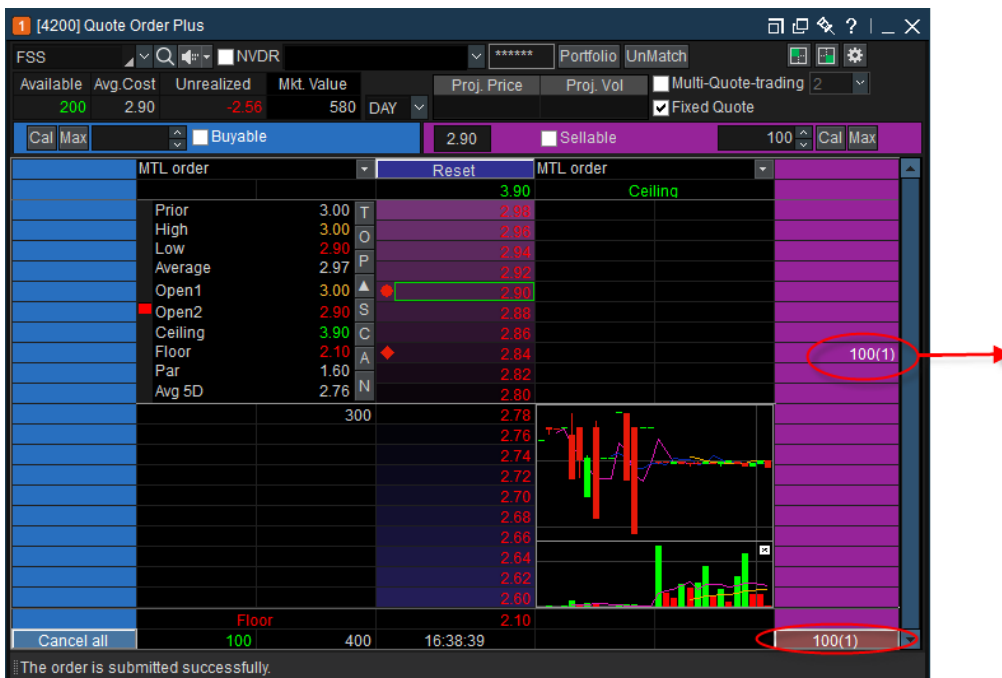 1 [4200] Quote Order Plus ?
FSS NVDR ****** Portfolio UnMatch
Available Avg.Cost Unrealized Mkt. Value Proj. Price Proj. Vol Multi-Quote-trading 2
200 2.90 -2.56 580 DAY Fixed Quote
Cal Max Buyable 2.90 Sellable 100 Cal Max
MTL order Reset MTL order
3.90 Ceiling
Prior 3.00 T 2.98
High 3.00 O 2.96
Low 2.90 P 2.94
Average 2.97 2.92
Open1 3.00 ▲ 2.90
Open2 2.90 S 2.88
Ceiling 3.90 C 2.86
Floor 2.10 A 2.84 100(1)
Par 1.60 2.82
Avg 5D 2.76 N 2.80
300 2.78
2.76
2.74
2.72
2.70
2.68
2.66
2.64
2.62
2.60
Floor 2.10
Cancel all 100 400 16:38:39 100(1)
The order is submitted successfully.